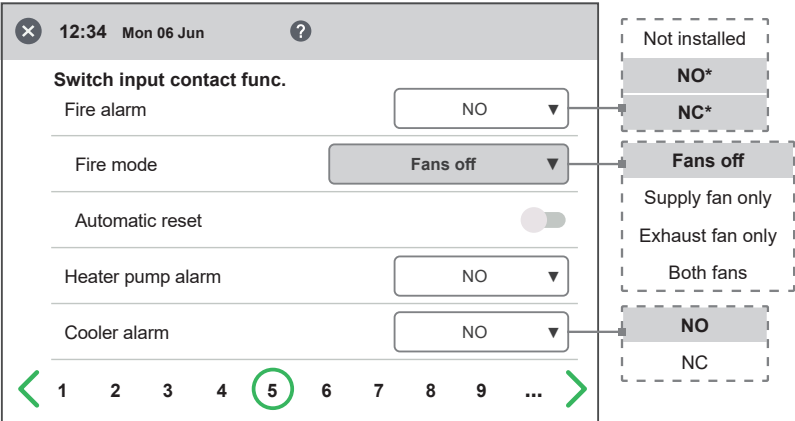 12:34 Mon 06 Jun ?
Switch input contact func.
Fire alarm NO ▼
Fire mode Fans off ▼
Automatic reset
Heater pump alarm NO ▼
Cooler alarm NO ▼
1 2 3 4 5 6 7 8 9 ...
Not installed
NO*
NC*
Fans off
Supply fan only
Exhaust fan only
Both fans
NO
NC